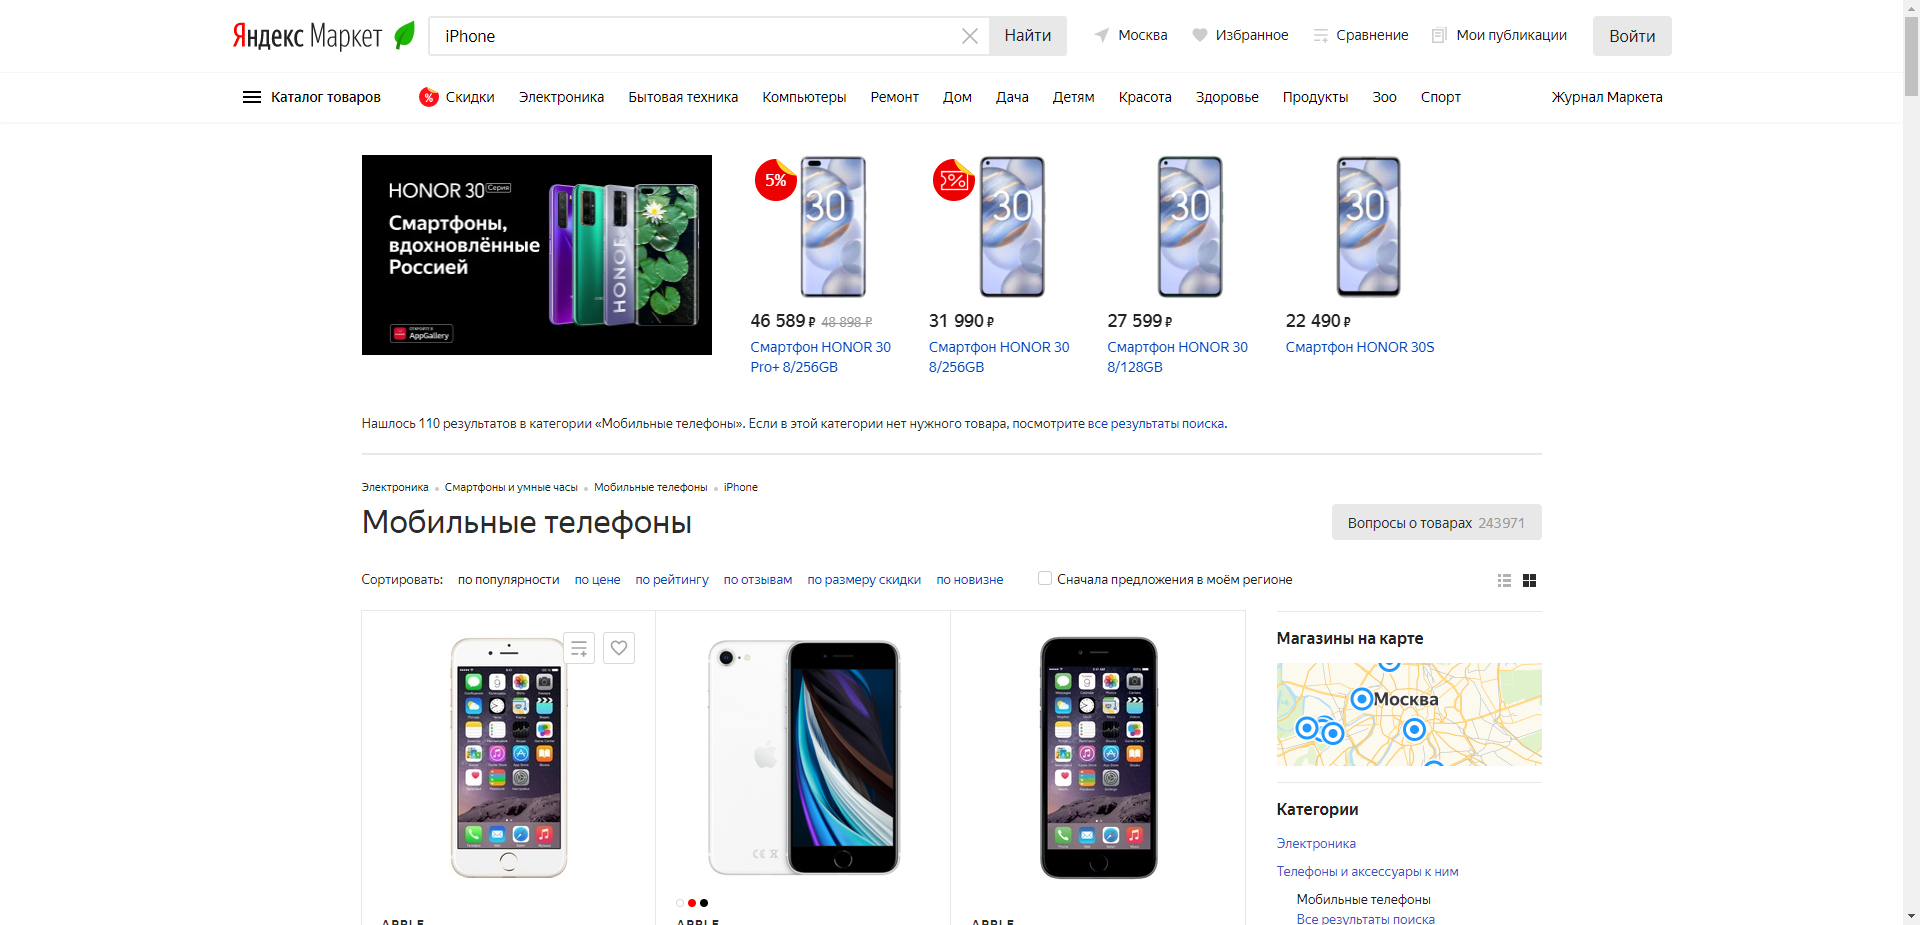 Яндекс Маркет
iPhone
Найти
Москва
Избранное
Сравнение
Мои публикации
Войти
Каталог товаров
% Скидки
Электроника
Бытовая техника
Компьютеры
Ремонт
Дом
Дача
Детям
Красота
Здоровье
Продукты
Зоо
Спорт
Журнал Маркета
HONOR 30 Серия
Смартфоны,
вдохновлённые
Россией
HONOR
ОТКРОЙТЕ В
AppGallery
5%
30
%
30
30
30
46 589 ₽ 48 898 ₽
Смартфон HONOR 30
Pro+ 8/256GB
31 990 ₽
Смартфон HONOR 30
8/256GB
27 599 ₽
Смартфон HONOR 30
8/128GB
22 490 ₽
Смартфон HONOR 30S
Нашлось 110 результатов в категории «Мобильные телефоны». Если в этой категории нет нужного товара, посмотрите все результаты поиска.
Электроника
Смартфоны и умные часы
Мобильные телефоны
iPhone
Мобильные телефоны
Вопросы о товарах 243971
Сортировать: по популярности по цене по рейтингу по отзывам по размеру скидки по новизне
Сначала предложения в моём регионе
APPLE
APPLE
APPLE
Магазины на карте
Москва
Категории
Электроника
Телефоны и аксессуары к ним
Мобильные телефоны
Все результаты поиска